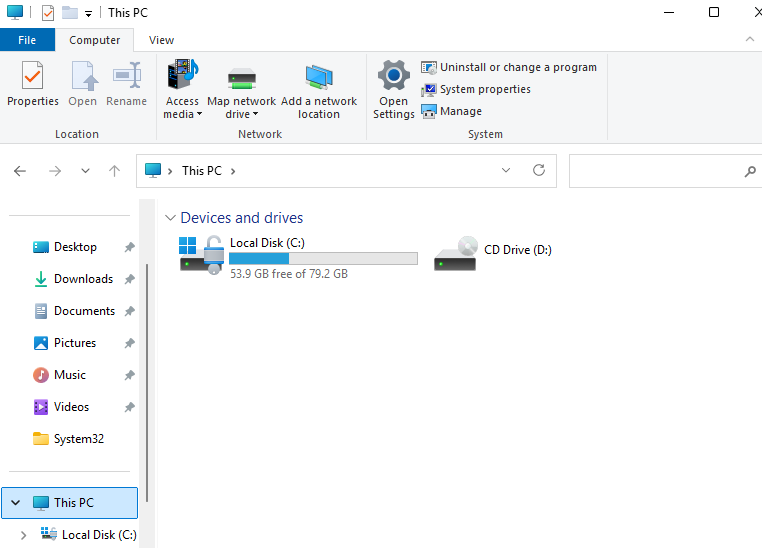 This PC
File Computer View
Properties Open Rename
Location
Access media Map network drive Add a network location
Network
Open Settings
Uninstall or change a program
System properties
Manage
System
This PC
Devices and drives
Local Disk (C:)
53.9 GB free of 79.2 GB
CD Drive (D:)
Desktop
Downloads
Documents
Pictures
Music
Videos
System32
This PC
Local Disk (C:)